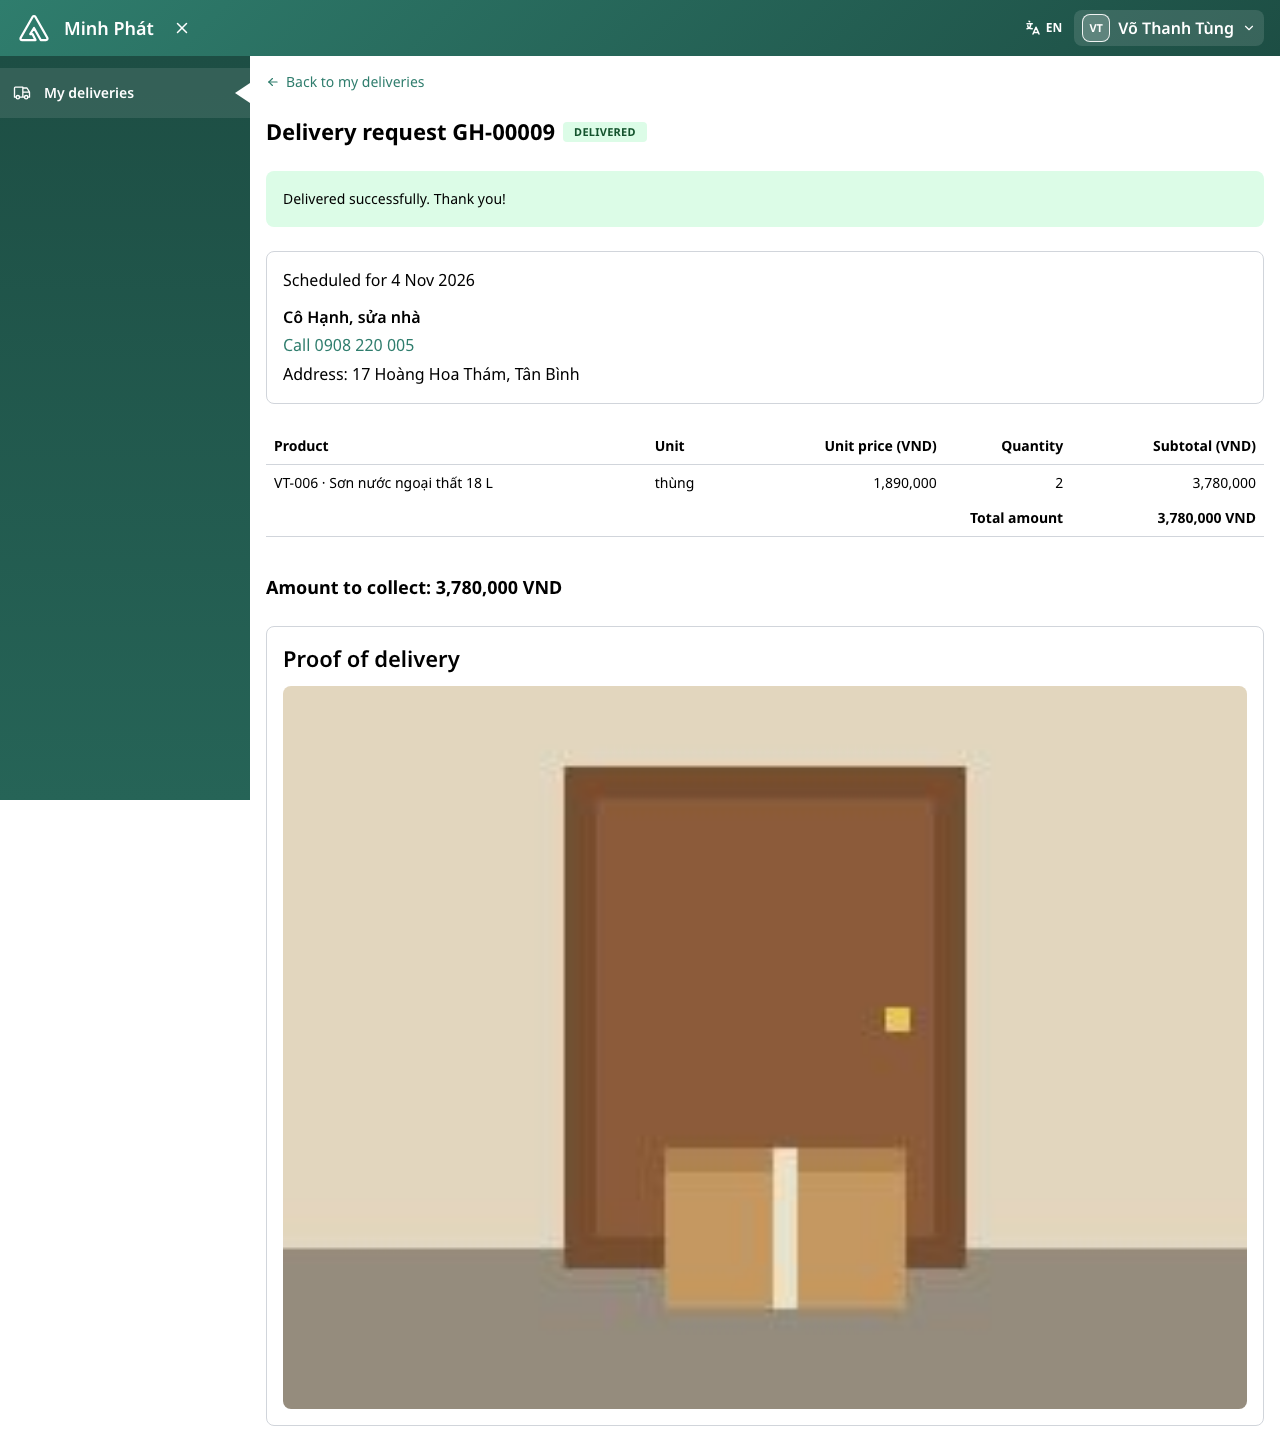 Minh Phát
EN
VT
Võ Thanh Tùng
My deliveries
Back to my deliveries
Delivery request GH-00009
DELIVERED
Delivered successfully. Thank you!
Scheduled for 4 Nov 2026
Cô Hạnh, sửa nhà
Call 0908 220 005
Address: 17 Hoàng Hoa Thám, Tân Bình
Product Unit Unit price (VND) Quantity Subtotal (VND)
VT-006 · Sơn nước ngoại thất 18 L thùng 1,890,000 2 3,780,000
Total amount 3,780,000 VND
Amount to collect: 3,780,000 VND
Proof of delivery